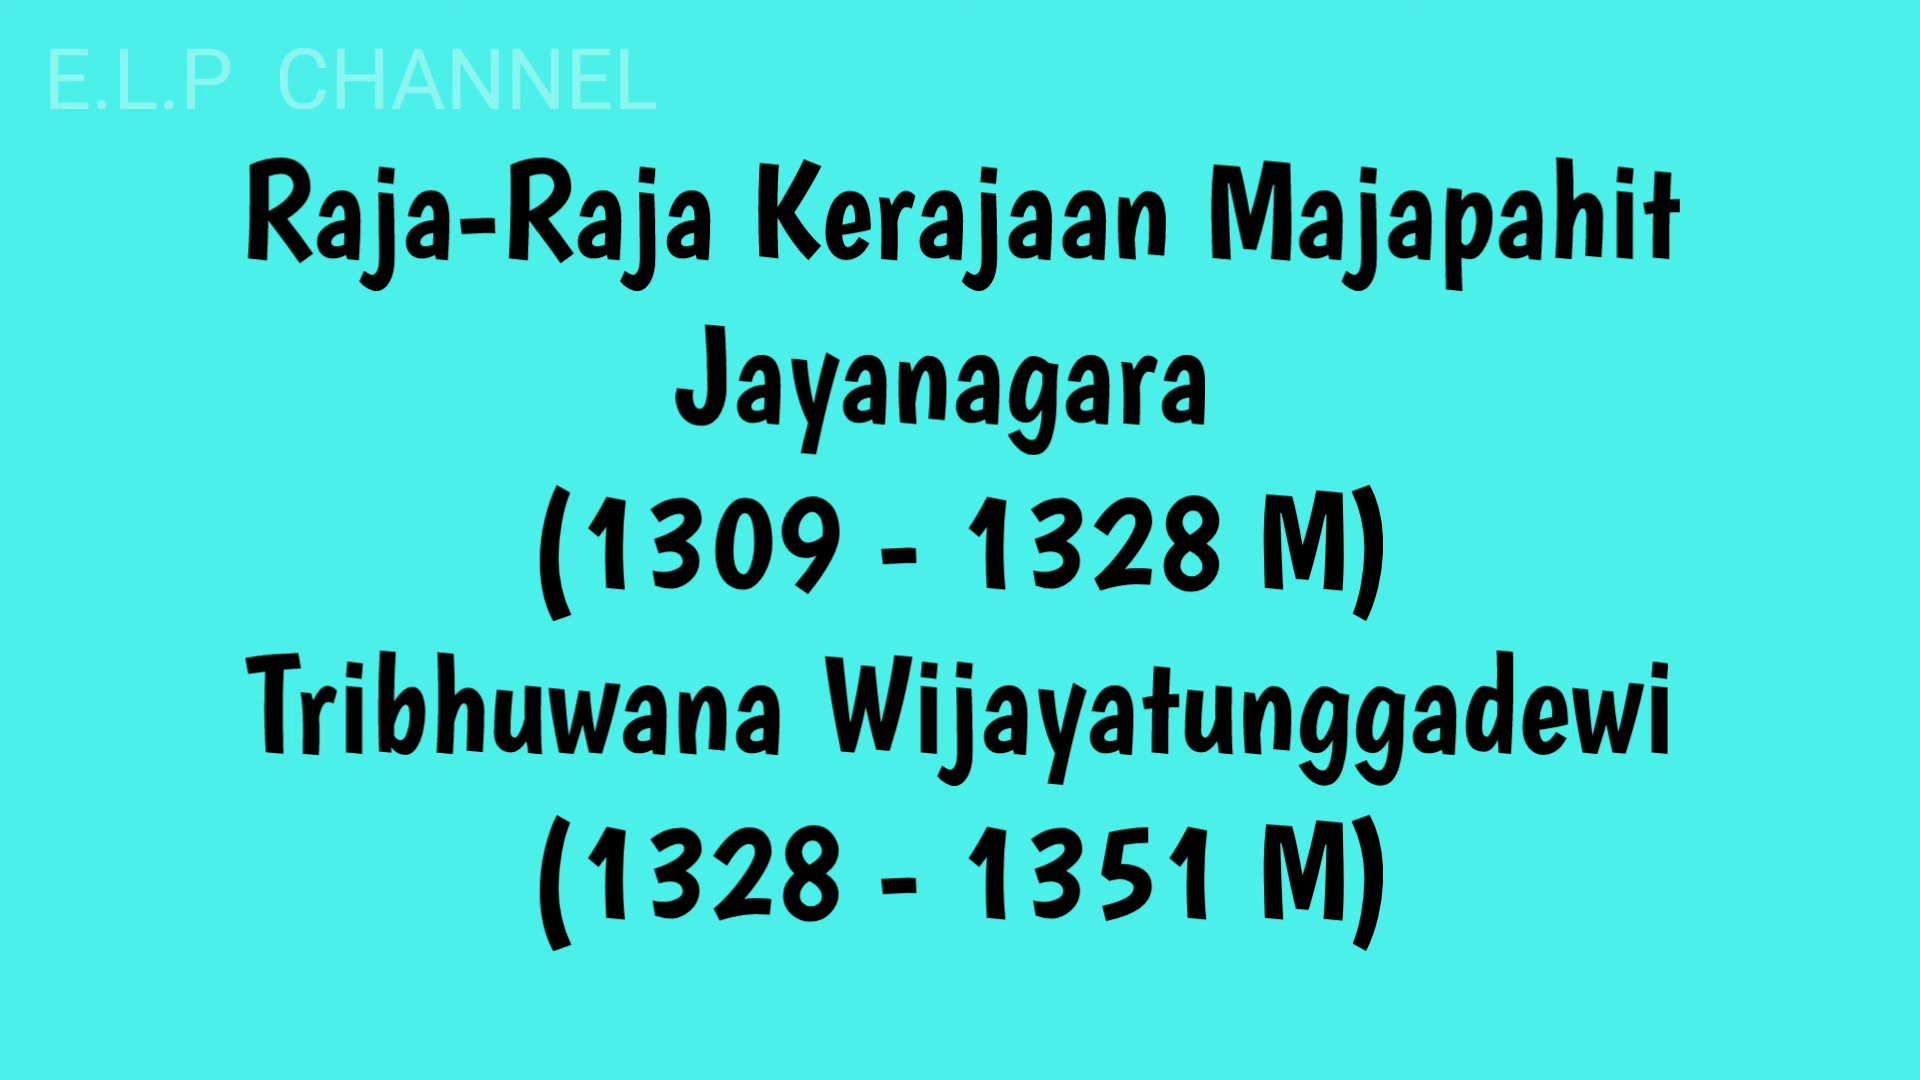 E.L.P CHANNEL
Raja-Raja Kerajaan Majapahit
Jayanagara
(1309 - 1328 M)
Tribhuwana Wijayatunggadewi
(1328 - 1351 M)